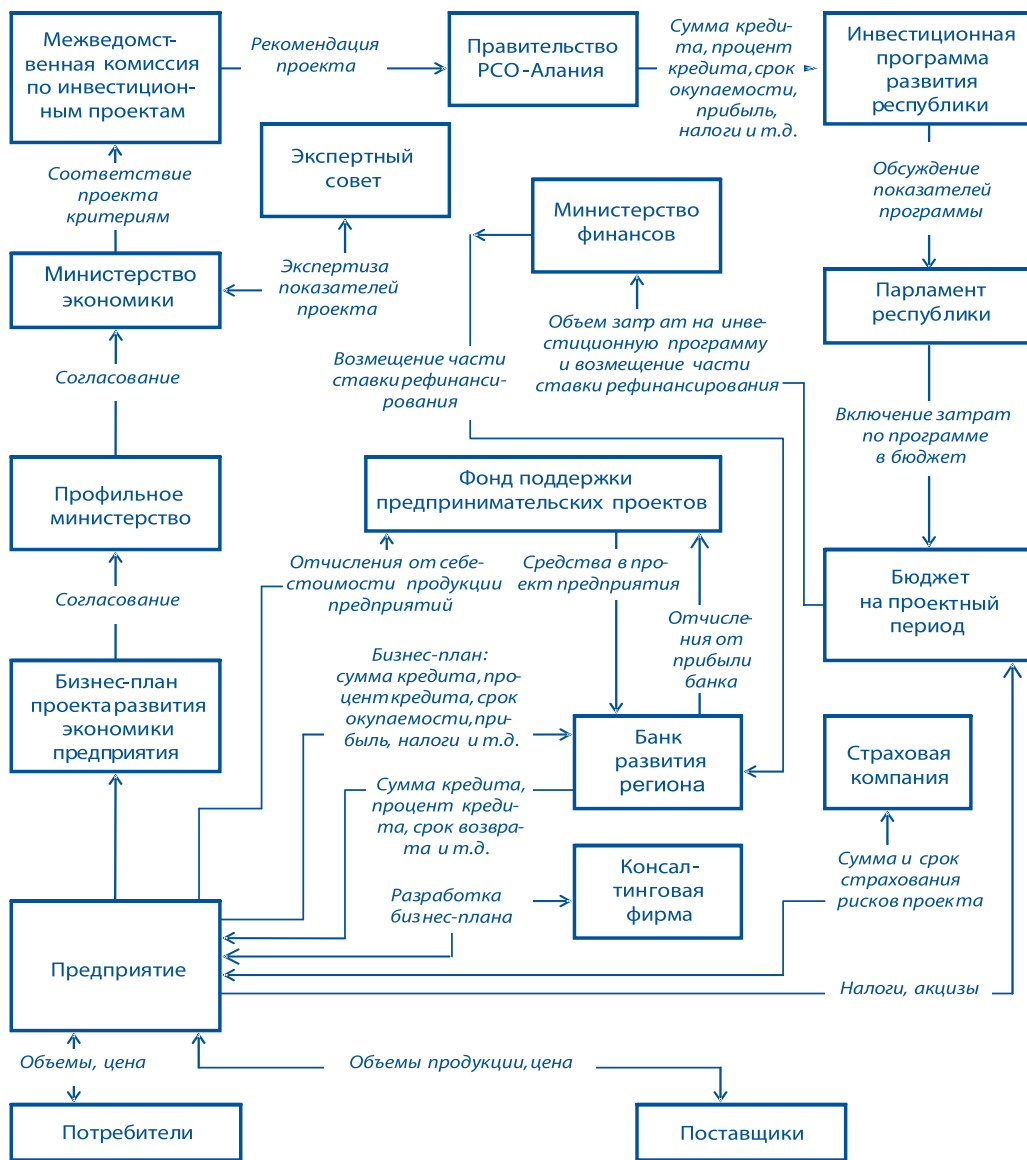 Межведомст-
венная комиссия
по инвестицион-
ным проектам
Рекомендация
проекта
Правительство
РСО-Алания
Сумма креди-
та, процент
кредита, срок
окупаемости,
прибыль,
налоги и т.д.
Инвестиционная
программа
развития
республики
Соответствие
проекта
критериям
Экспертный
совет
Обсуждение
показателей
программы
Министерство
финансов
Министерство
экономики
Экспертиза
показателей
проекта
Парламент
республики
Объем затрат на инве-
стиционную программу
и возмещение части
ставки рефинансирования
Возмещение части
ставки рефинанси-
рования
Согласование
Включение затрат
по программе
в бюджет
Профильное
министерство
Фонд поддержки
предпринимательских проектов
Отчисления от себе-
стоимости продукции
предприятий
Средства в про-
ект предприятия
Бюджет
на проектный
период
Согласование
Отчисле-
ния от
прибыли
банка
Бизнес-план
проекта развития
экономики
предприятия
Бизнес-план:
сумма кредита, про-
цент кредита, срок
окупаемости, при-
быль, налоги и т.д.
Банк
развития
региона
Страховая
компания
Сумма кредита,
процент креди-
та, срок возвра-
та и т.д.
Консал-
тинговая
фирма
Сумма и срок
страхования
рисков проекта
Разработка
бизнес-плана
Предприятие
Налоги, акцизы
Объемы, цена
Объемы продукции, цена
Потребители
Поставщики